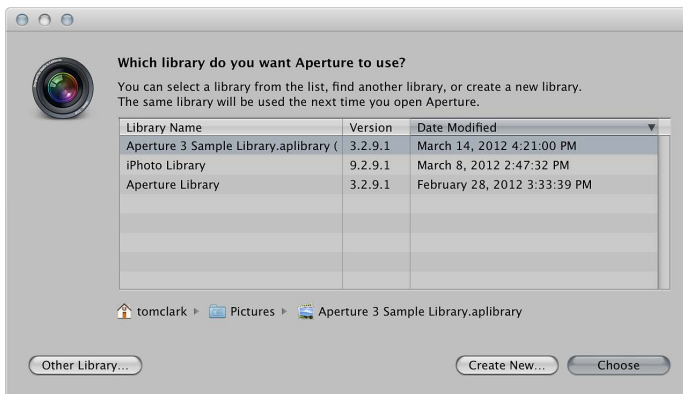 Which library do you want Aperture to use?
You can select a library from the list, find another library, or create a new library.
The same library will be used the next time you open Aperture.
Library Name Version Date Modified
Aperture 3 Sample Library.aplibrary ( 3.2.9.1 March 14, 2012 4:21:00 PM
iPhoto Library 9.2.9.1 March 8, 2012 2:47:32 PM
Aperture Library 3.2.9.1 February 28, 2012 3:33:39 PM
tomclark Pictures Aperture 3 Sample Library.aplibrary
Other Library... Create New... Choose